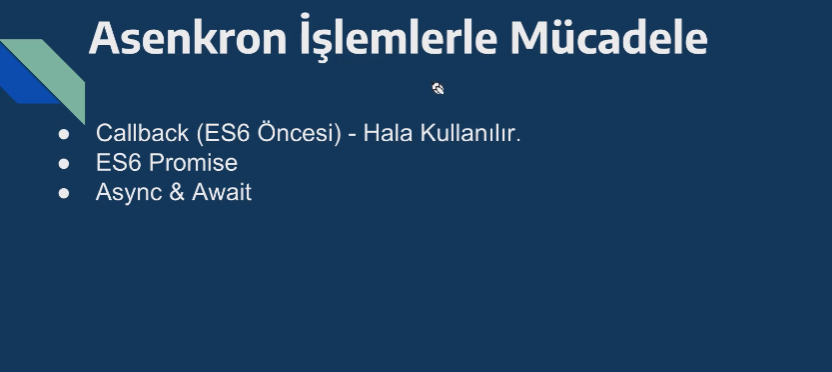 Asenkron İşlemlerle Mücadele
● Callback (ES6 Öncesi) - Hala Kullanılır.
● ES6 Promise
● Async & Await